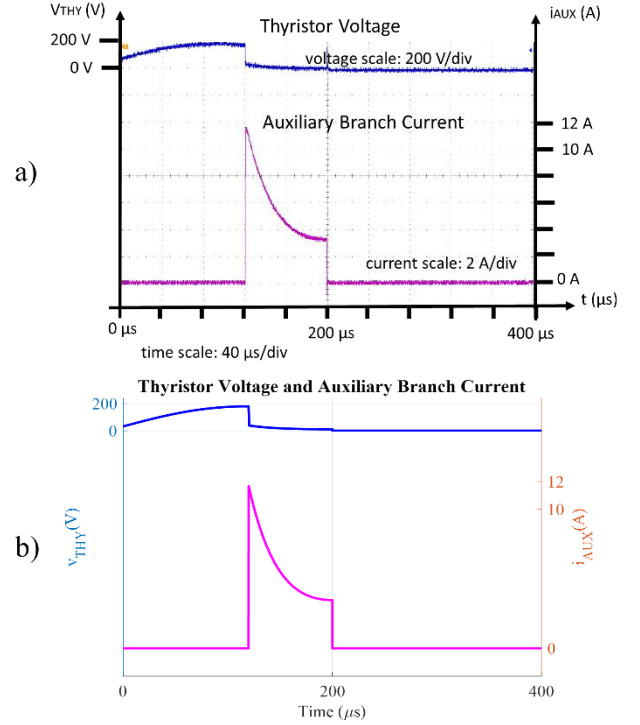 VTHY (V)
iAUX (A)
Thyristor Voltage
200 V
voltage scale: 200 V/div
0 V
Auxiliary Branch Current
12 A
10 A
a)
current scale: 2 A/div
0 A
t (µs)
0 µs
200 µs
400 µs
time scale: 40 µs/div
Thyristor Voltage and Auxiliary Branch Current
200
0
12
10
b)
vTHY(V)
iAUX(A)
0
0
200
400
Time (µs)